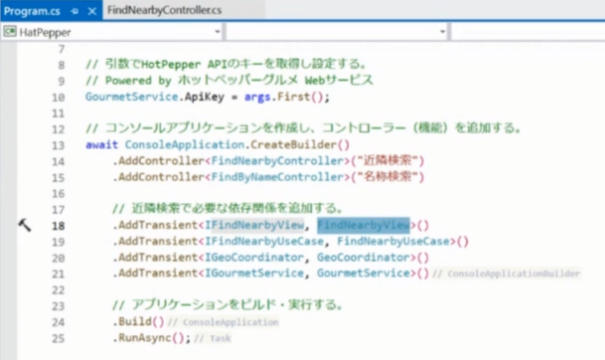 Program.cs
FindNearbyController.cs
HatPepper
7
8 // 引数でHotPepper APIのキーを取得し設定する。
9 // Powered by ホットペッパーグルメ Webサービス
10 GourmetService.ApiKey = args.First();
11
12 // コンソールアプリケーションを作成し、コントローラー（機能）を追加する。
13 await ConsoleApplication.CreateBuilder()
14 .AddController<FindNearbyController>("近隣検索")
15 .AddController<FindByNameController>("名称検索")
16
17 // 近隣検索で必要な依存関係を追加する。
18 .AddTransient<IFindNearbyView, FindNearbyView>()
19 .AddTransient<IFindNearbyUseCase, FindNearbyUseCase>()
20 .AddTransient<IGeoCoordinator, GeoCoordinator>()
21 .AddTransient<IGourmetService, GourmetService>() // ConsoleApplicationBuilder
22
23 // アプリケーションをビルド・実行する。
24 .Build() // ConsoleApplication
25 .RunAsync(); // Task